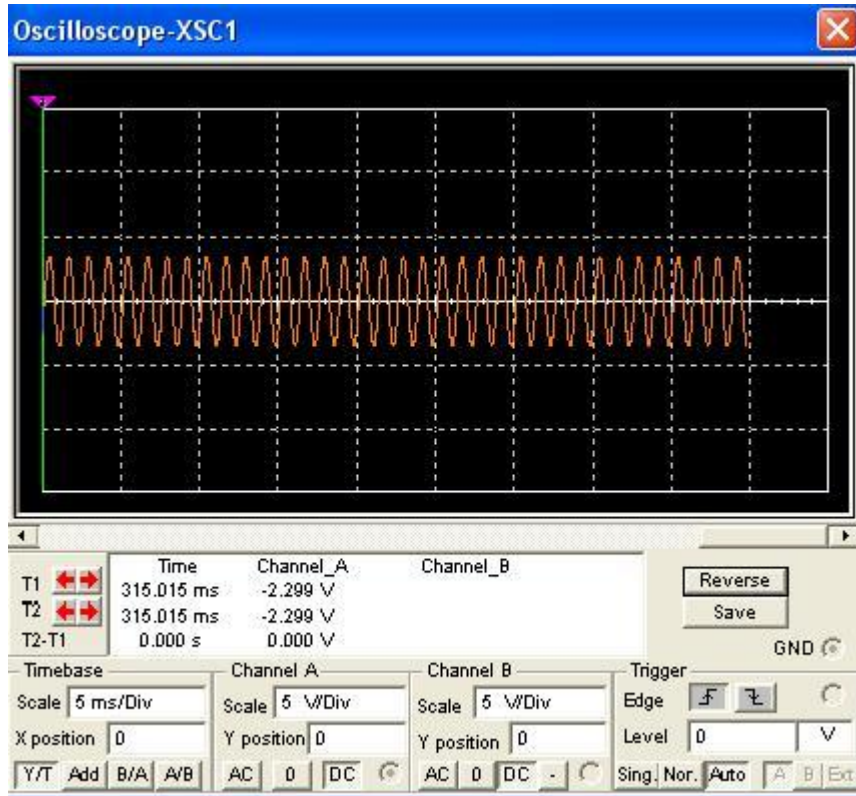 Oscilloscope-XSC1
Time Channel_A Channel_B
T1 315.015 ms -2.299 V
T2 315.015 ms -2.299 V
T2-T1 0.000 s 0.000 V
Reverse
Save
GND
Timebase Channel A Channel B Trigger
Scale 5 ms/Div Scale 5 V/Div Scale 5 V/Div Edge
X position 0 Y position 0 Y position 0 Level 0 V
Y/T Add B/A A/B AC 0 DC AC 0 DC - Sing. Nor. Auto A B Ext